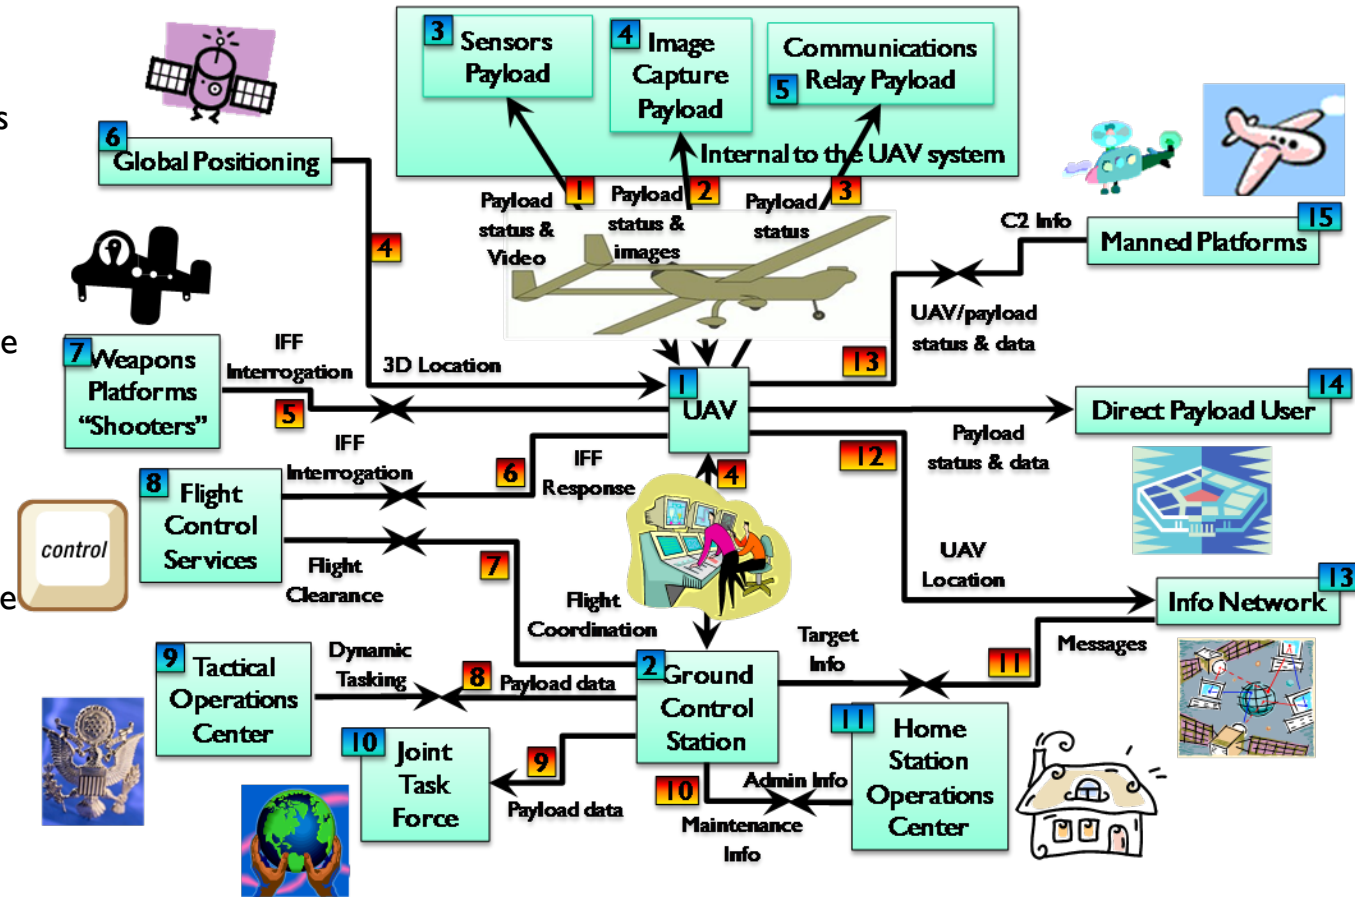 s
e
e
3
Sensors
Payload
4
Image
Capture
Payload
Communications
5
Relay Payload
Internal to the UAV system
6
Global Positioning
1
2
3
Payload
status &
Video
Payload
status &
images
Payload
status
4
C2 Info
15
Manned Platforms
UAV/payload
status & data
13
7
Weapons
Platforms
"Shooters"
IFF
Interrogation
5
3D Location
1
UAV
14
Direct Payload User
Payload
status & data
12
IFF
Interrogation
6
IFF
Response
4
8
Flight
Control
Services
control
Flight
Clearance
7
Flight
Coordination
UAV
Location
13
Info Network
Messages
Target
Info
11
9
Tactical
Operations
Center
Dynamic
Tasking
8
Payload data
2
Ground
Control
Station
10
Joint
Task
Force
9
Payload data
10
Admin Info
Maintenance
Info
11
Home
Station
Operations
Center